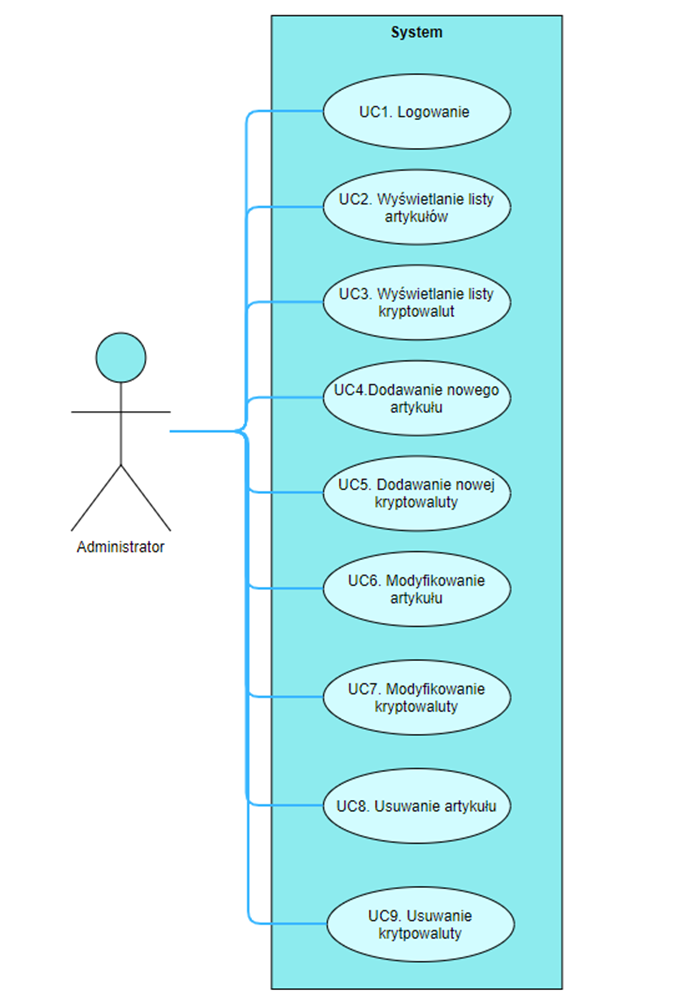 System
UC1. Logowanie
UC2. Wyświetlanie listy
artykułów
UC3. Wyświetlanie listy
kryptowalut
UC4.Dodawanie nowego
artykułu
UC5. Dodawanie nowej
kryptowaluty
Administrator
UC6. Modyfikowanie
artykułu
UC7. Modyfikowanie
kryptowaluty
UC8. Usuwanie artykułu
UC9. Usuwanie
krytpowaluty